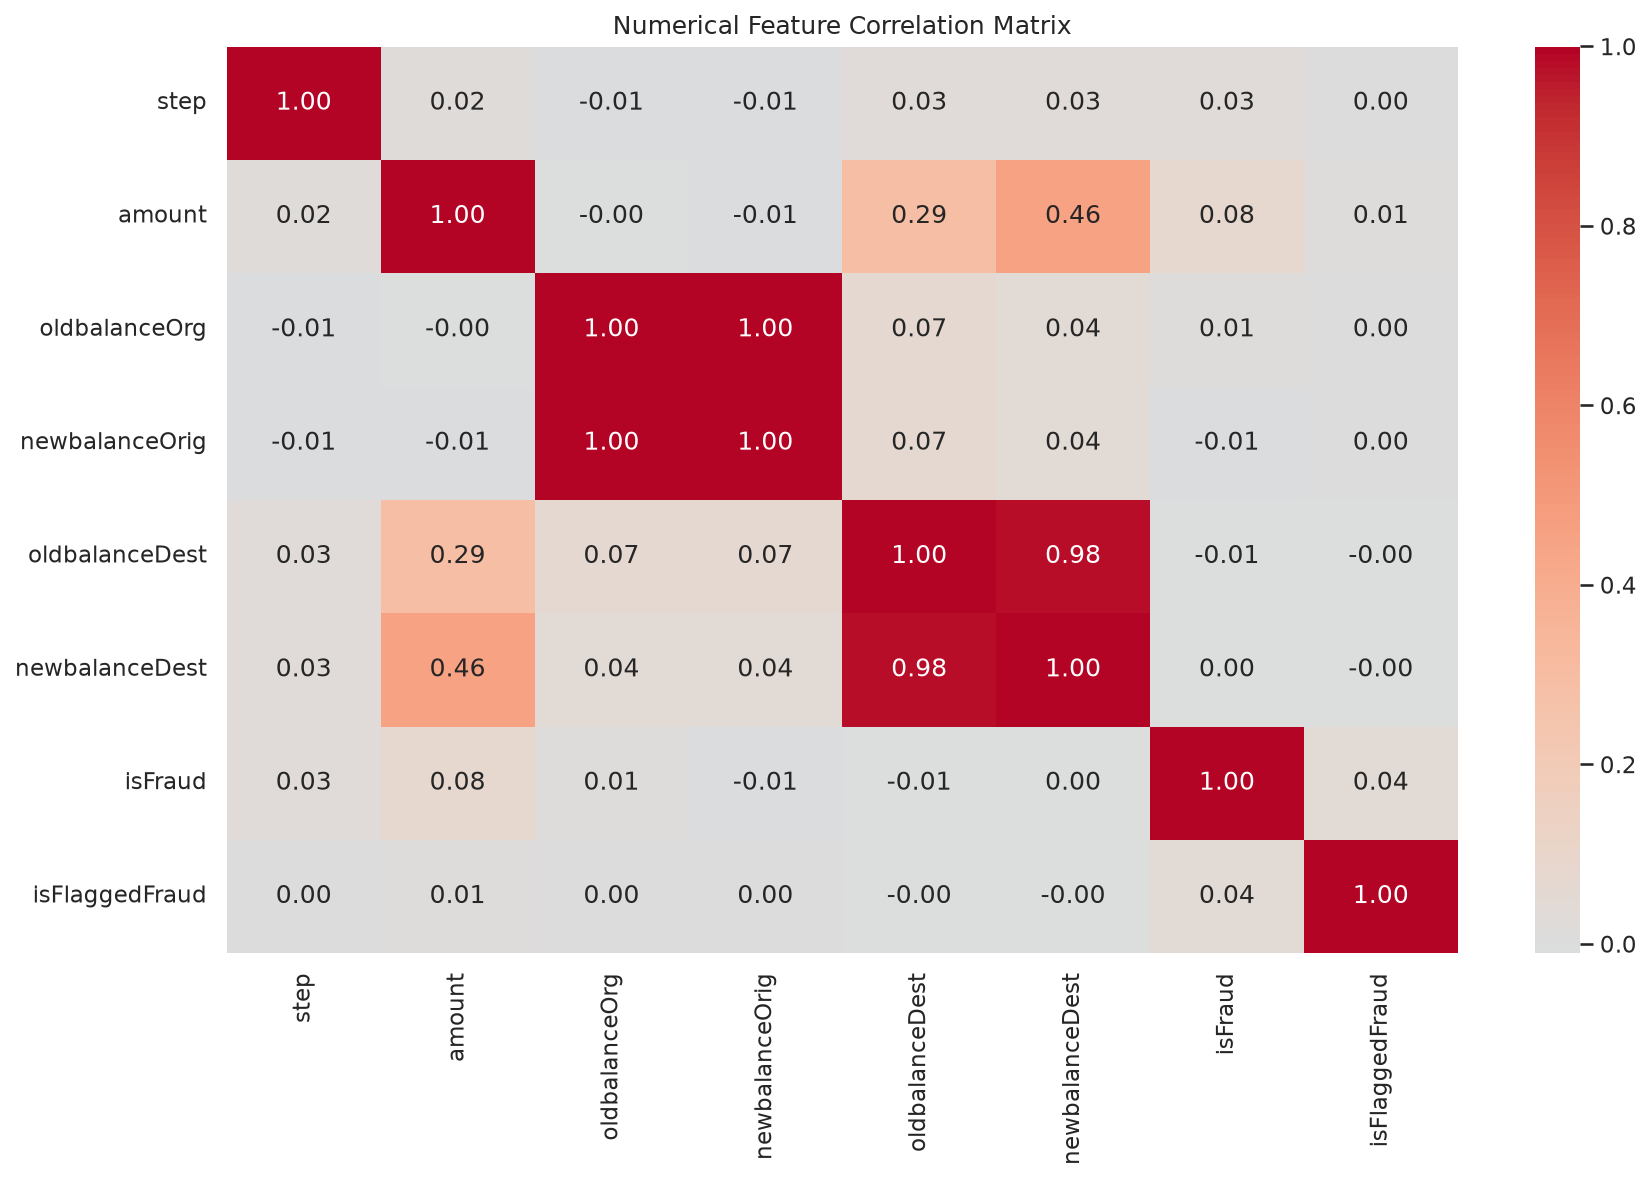 Numerical Feature Correlation Matrix
step 1.00 0.02 -0.01 -0.01 0.03 0.03 0.03 0.00
amount 0.02 1.00 -0.00 -0.01 0.29 0.46 0.08 0.01
oldbalanceOrg -0.01 -0.00 1.00 1.00 0.07 0.04 0.01 0.00
newbalanceOrig -0.01 -0.01 1.00 1.00 0.07 0.04 -0.01 0.00
oldbalanceDest 0.03 0.29 0.07 0.07 1.00 0.98 -0.01 -0.00
newbalanceDest 0.03 0.46 0.04 0.04 0.98 1.00 0.00 -0.00
isFraud 0.03 0.08 0.01 -0.01 -0.01 0.00 1.00 0.04
isFlaggedFraud 0.00 0.01 0.00 0.00 -0.00 -0.00 0.04 1.00
step
amount
oldbalanceOrg
newbalanceOrig
oldbalanceDest
newbalanceDest
isFraud
isFlaggedFraud
1.0
0.8
0.6
0.4
0.2
0.0